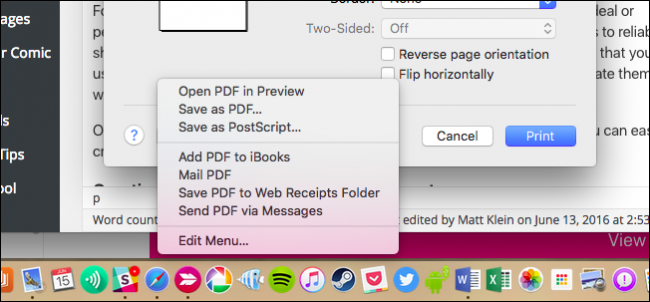 Border:
None
Two-Sided:
Off
Reverse page orientation
Flip horizontally
Cancel
Print
?
Open PDF in Preview
Save as PDF...
Save as PostScript...
Add PDF to iBooks
Mail PDF
Save PDF to Web Receipts Folder
Send PDF via Messages
Edit Menu...
ages
r Comic
ls
Tips
ool
Fo
pe
sh
us
w
O
cr
deal or
s to reliab
that you
ate them
u can eas
p
Word count
edited by Matt Klein on June 13, 2016 at 2:53
View
JUN
15
S
W
X